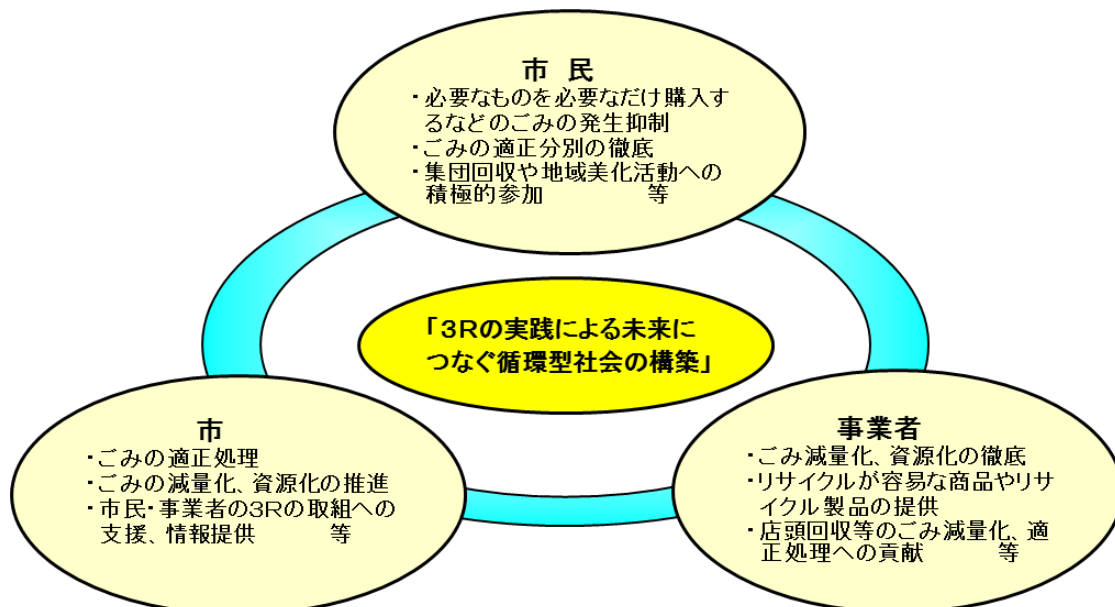 市 民
・必要なものを必要なだけ購入す
るなどのごみの発生抑制
・ごみの適正分別の徹底
・集団回収や地域美化活動への
積極的参加　　　　　等
「3Rの実践による未来に
つなぐ循環型社会の構築」
市
・ごみの適正処理
・ごみの減量化、資源化の推進
・市民・事業者の3Rの取組への
支援、情報提供　　　等
事業者
・ごみ減量化、資源化の徹底
・リサイクルが容易な商品やリサ
イクル製品の提供
・店頭回収等のごみ減量化、適
正処理への貢献　　　等